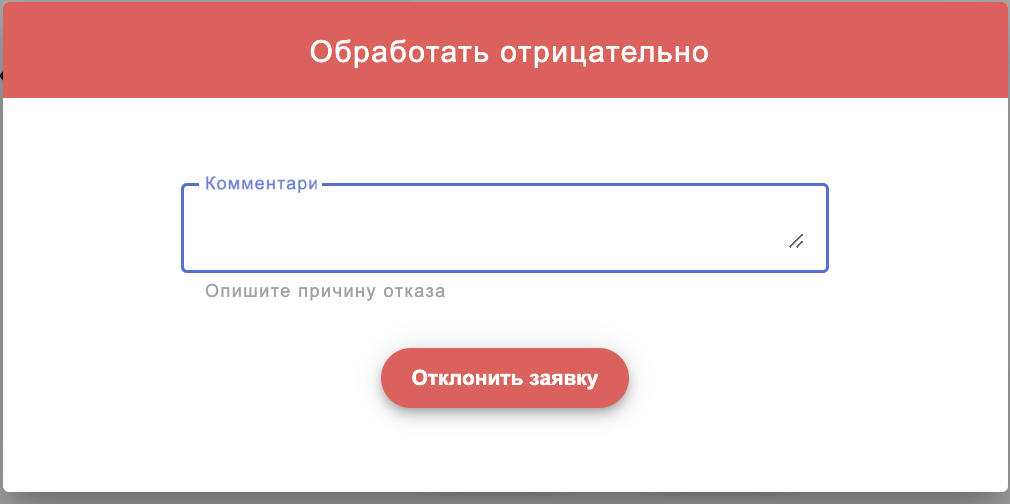 Обработать отрицательно
Комментари
Опишите причину отказа
Отклонить заявку